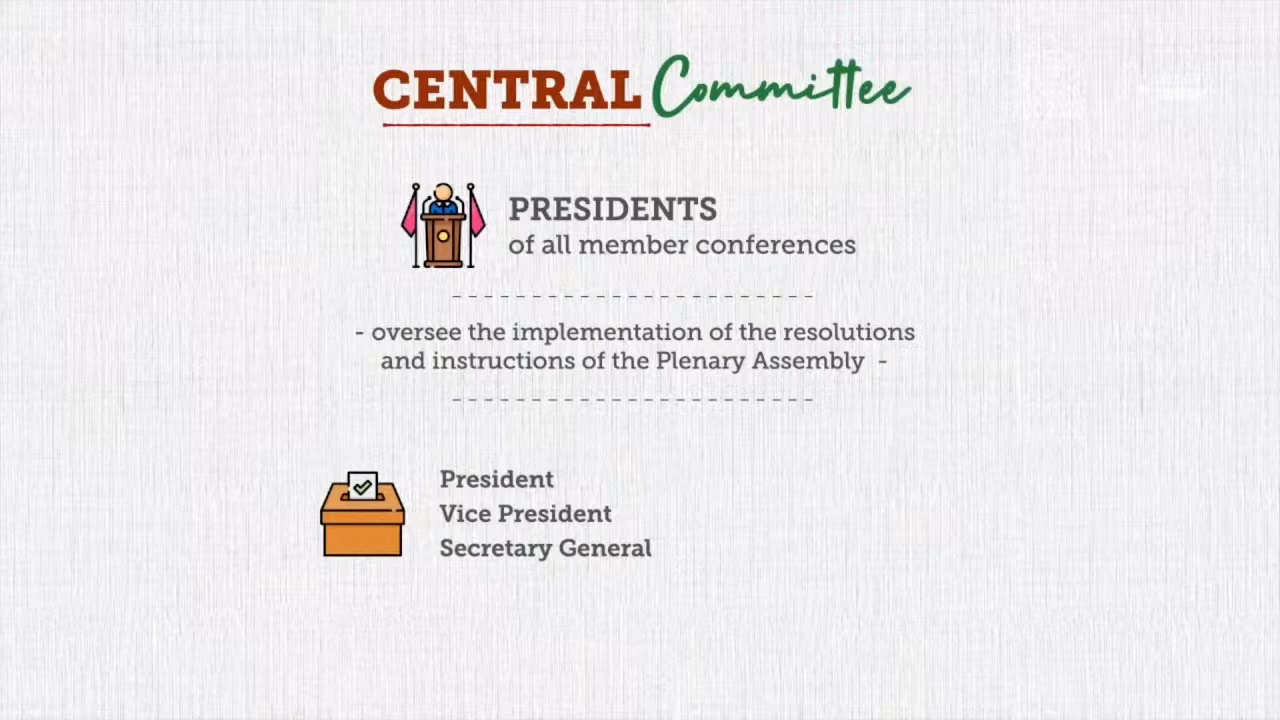 CENTRAL Committee
PRESIDENTS
of all member conferences
- oversee the implementation of the resolutions
and instructions of the Plenary Assembly -
President
Vice President
Secretary General